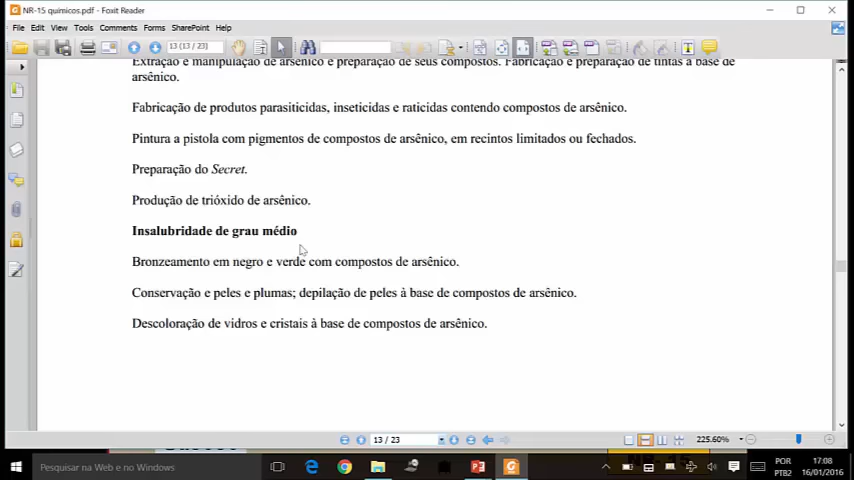 NR-15 quimicos.pdf - Foxit Reader
File Edit View Tools Comments Forms SharePoint Help
13 (13 / 23)
Extração e manipulação de arsênico e preparação de seus compostos. Fabricação e preparação de tintas à base de
arsênico.
Fabricação de produtos parasiticidas, inseticidas e raticidas contendo compostos de arsênico.
Pintura a pistola com pigmentos de compostos de arsênico, em recintos limitados ou fechados.
Preparação do Secret.
Produção de trióxido de arsênico.
Insalubridade de grau médio
Bronzeamento em negro e verde com compostos de arsênico.
Conservação e peles e plumas; depilação de peles à base de compostos de arsênico.
Descoloração de vidros e cristais à base de compostos de arsênico.
13 / 23
225.60%
Pesquisar na Web e no Windows
POR
PTB2
17:08
16/01/2016